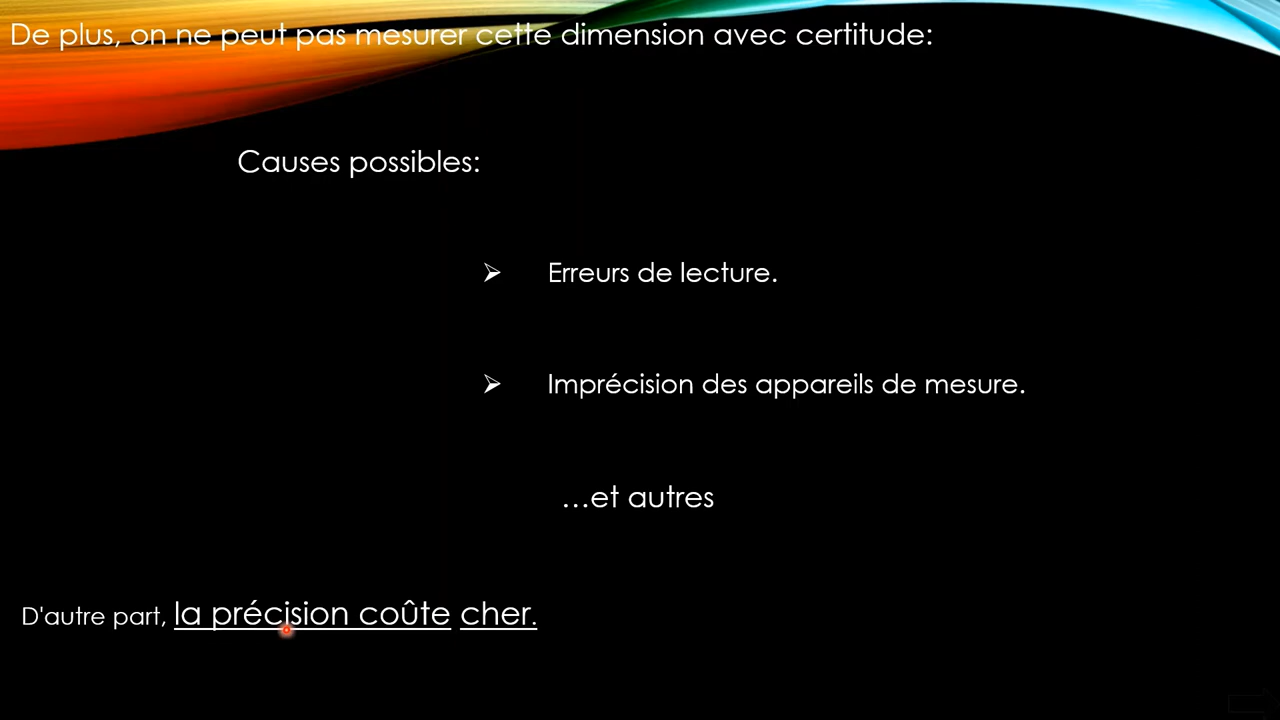 De plus, on ne peut pas mesurer cette dimension avec certitude:
Causes possibles:
Erreurs de lecture.
Imprécision des appareils de mesure.
…et autres
D'autre part, la précision coûte cher.